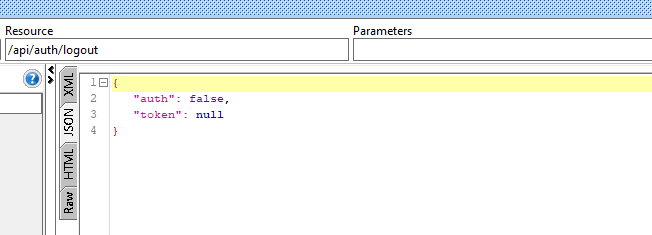 Resource
Parameters
/api/auth/logout
?
XML
JSON
HTML
Raw
1 {
2 "auth": false,
3 "token": null
4 }